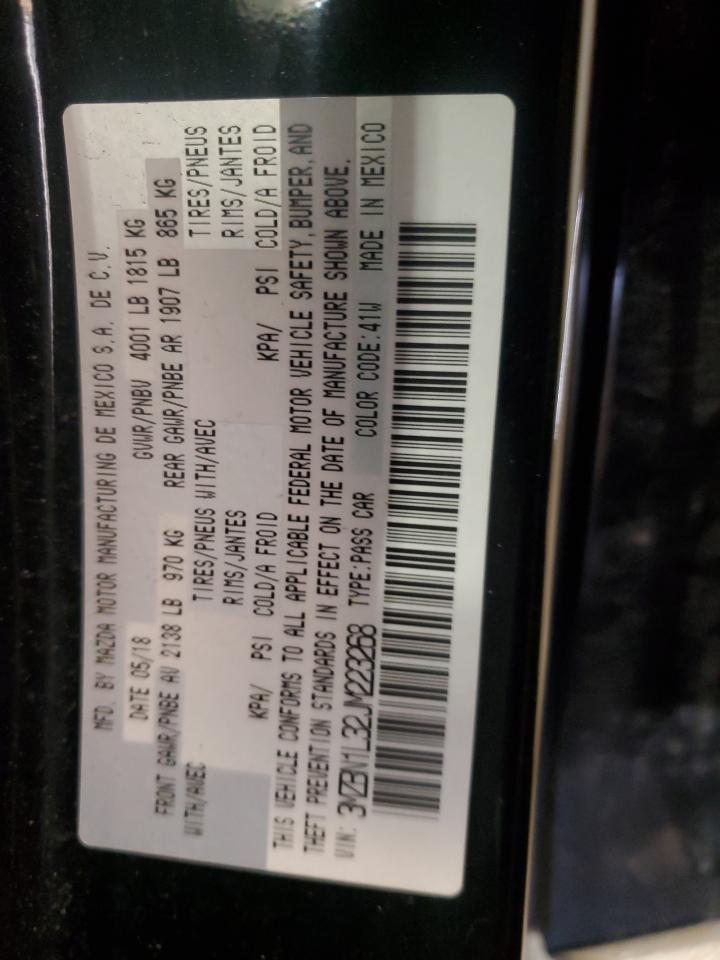 MFD. BY MAZDA MOTOR MANUFACTURING DE MEXICO S.A. DE C.V.
DATE 05/18 GVWR/PNBV 4001 LB 1815 KG
FRONT GAWR/PNBE AV 2138 LB 970 KG REAR GAWR/PNBE AR 1907 LB 865 KG
WITH/AVEC TIRES/PNEUS WITH/AVEC TIRES/PNEUS
RIMS/JANTES RIMS/JANTES
KPA/ PSI COLD/A FROID KPA/ PSI COLD/A FROID
THIS VEHICLE CONFORMS TO ALL APPLICABLE FEDERAL MOTOR VEHICLE SAFETY, BUMPER, AND
THEFT PREVENTION STANDARDS IN EFFECT ON THE DATE OF MANUFACTURE SHOWN ABOVE.
VIN: 3MZBN1L32JM223268 TYPE:PASS CAR COLOR CODE:41W MADE IN MEXICO